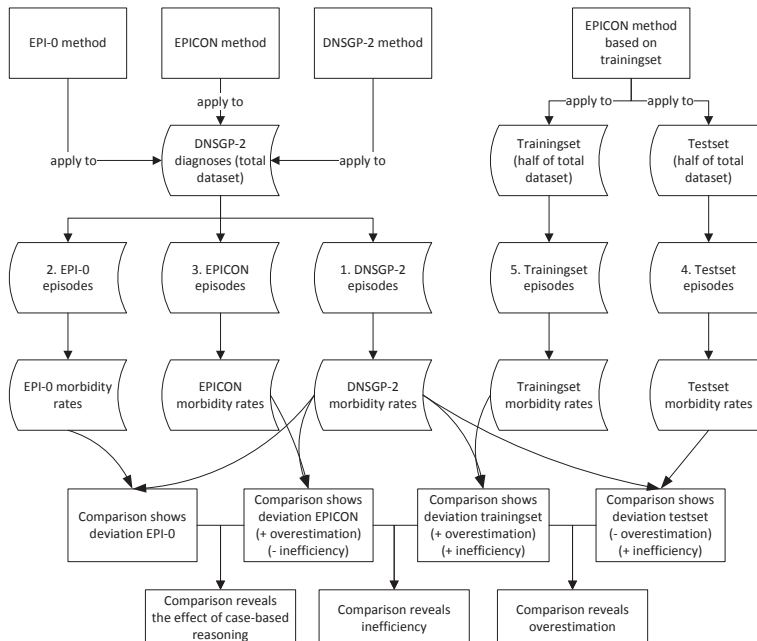 EPI-0 method
EPICON method
DNSGP-2 method
EPICON method
based on
trainingset
apply to
apply to
apply to
apply to
apply to
DNSGP-2
diagnoses (total
dataset)
Trainingset
(half of total
dataset)
Testset
(half of total
dataset)
2. EPI-0
episodes
3. EPICON
episodes
1. DNSGP-2
episodes
5. Trainingset
episodes
4. Testset
episodes
EPI-0 morbidity
rates
EPICON
morbidity rates
DNSGP-2
morbidity rates
Trainingset
morbidity rates
Testset
morbidity rates
Comparison shows
deviation EPI-0
Comparison shows
deviation EPICON
(+ overestimation)
(- inefficiency)
Comparison shows
deviation trainingset
(+ overestimation)
(+ inefficiency)
Comparison shows
deviation testset
(- overestimation)
(+ inefficiency)
Comparison reveals
the effect of case-based
reasoning
Comparison reveals
inefficiency
Comparison reveals
overestimation